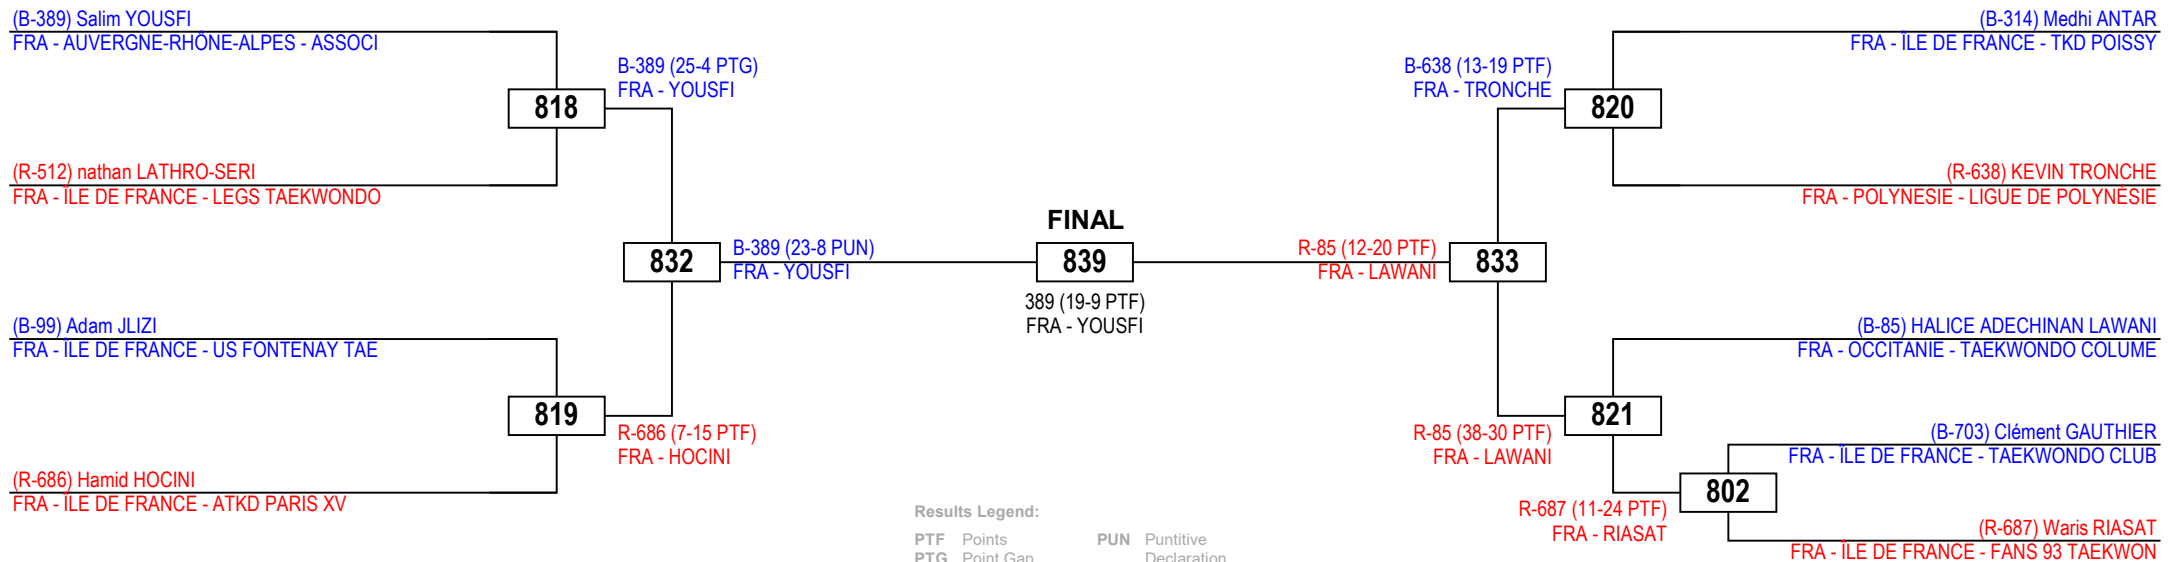 (B-389) Salim YOUSFI
FRA - AUVERGNE-RHÔNE-ALPES - ASSOCI
B-389 (25-4 PTG)
FRA - YOUSFI
818
(R-512) nathan LATHRO-SERI
FRA - ÎLE DE FRANCE - LEGS TAEKWONDO
832
B-389 (23-8 PUN)
FRA - YOUSFI
(B-99) Adam JLIZI
FRA - ÎLE DE FRANCE - US FONTENAY TAE
819
R-686 (7-15 PTF)
FRA - HOCINI
(R-686) Hamid HOCINI
FRA - ÎLE DE FRANCE - ATKD PARIS XV
FINAL
839
389 (19-9 PTF)
FRA - YOUSFI
(B-314) Medhi ANTAR
FRA - ÎLE DE FRANCE - TKD POISSY
B-638 (13-19 PTF)
FRA - TRONCHE
820
(R-638) KEVIN TRONCHE
FRA - POLYNESIE - LIGUE DE POLYNÉSIE
R-85 (12-20 PTF)
FRA - LAWANI
833
(B-85) HALICE ADECHINAN LAWANI
FRA - OCCITANIE - TAEKWONDO COLUME
821
R-85 (38-30 PTF)
FRA - LAWANI
(B-703) Clément GAUTHIER
FRA - ÎLE DE FRANCE - TAEKWONDO CLUB
802
R-687 (11-24 PTF)
FRA - RIASAT
(R-687) Waris RIASAT
FRA - ÎLE DE FRANCE - FANS 93 TAEKWON
Results Legend:
PTF Points PUN Puntitive
PTG Point Gap Declaration